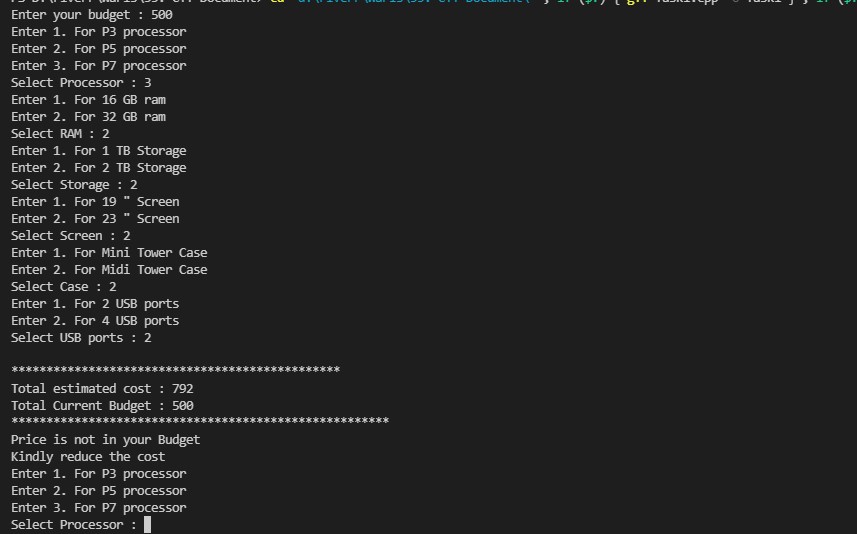 Enter your budget : 500
Enter 1. For P3 processor
Enter 2. For P5 processor
Enter 3. For P7 processor
Select Processor : 3
Enter 1. For 16 GB ram
Enter 2. For 32 GB ram
Select RAM : 2
Enter 1. For 1 TB Storage
Enter 2. For 2 TB Storage
Select Storage : 2
Enter 1. For 19 " Screen
Enter 2. For 23 " Screen
Select Screen : 2
Enter 1. For Mini Tower Case
Enter 2. For Midi Tower Case
Select Case : 2
Enter 1. For 2 USB ports
Enter 2. For 4 USB ports
Select USB ports : 2
***********************************************
Total estimated cost : 792
Total Current Budget : 500
******************************************************
Price is not in your Budget
Kindly reduce the cost
Enter 1. For P3 processor
Enter 2. For P5 processor
Enter 3. For P7 processor
Select Processor :